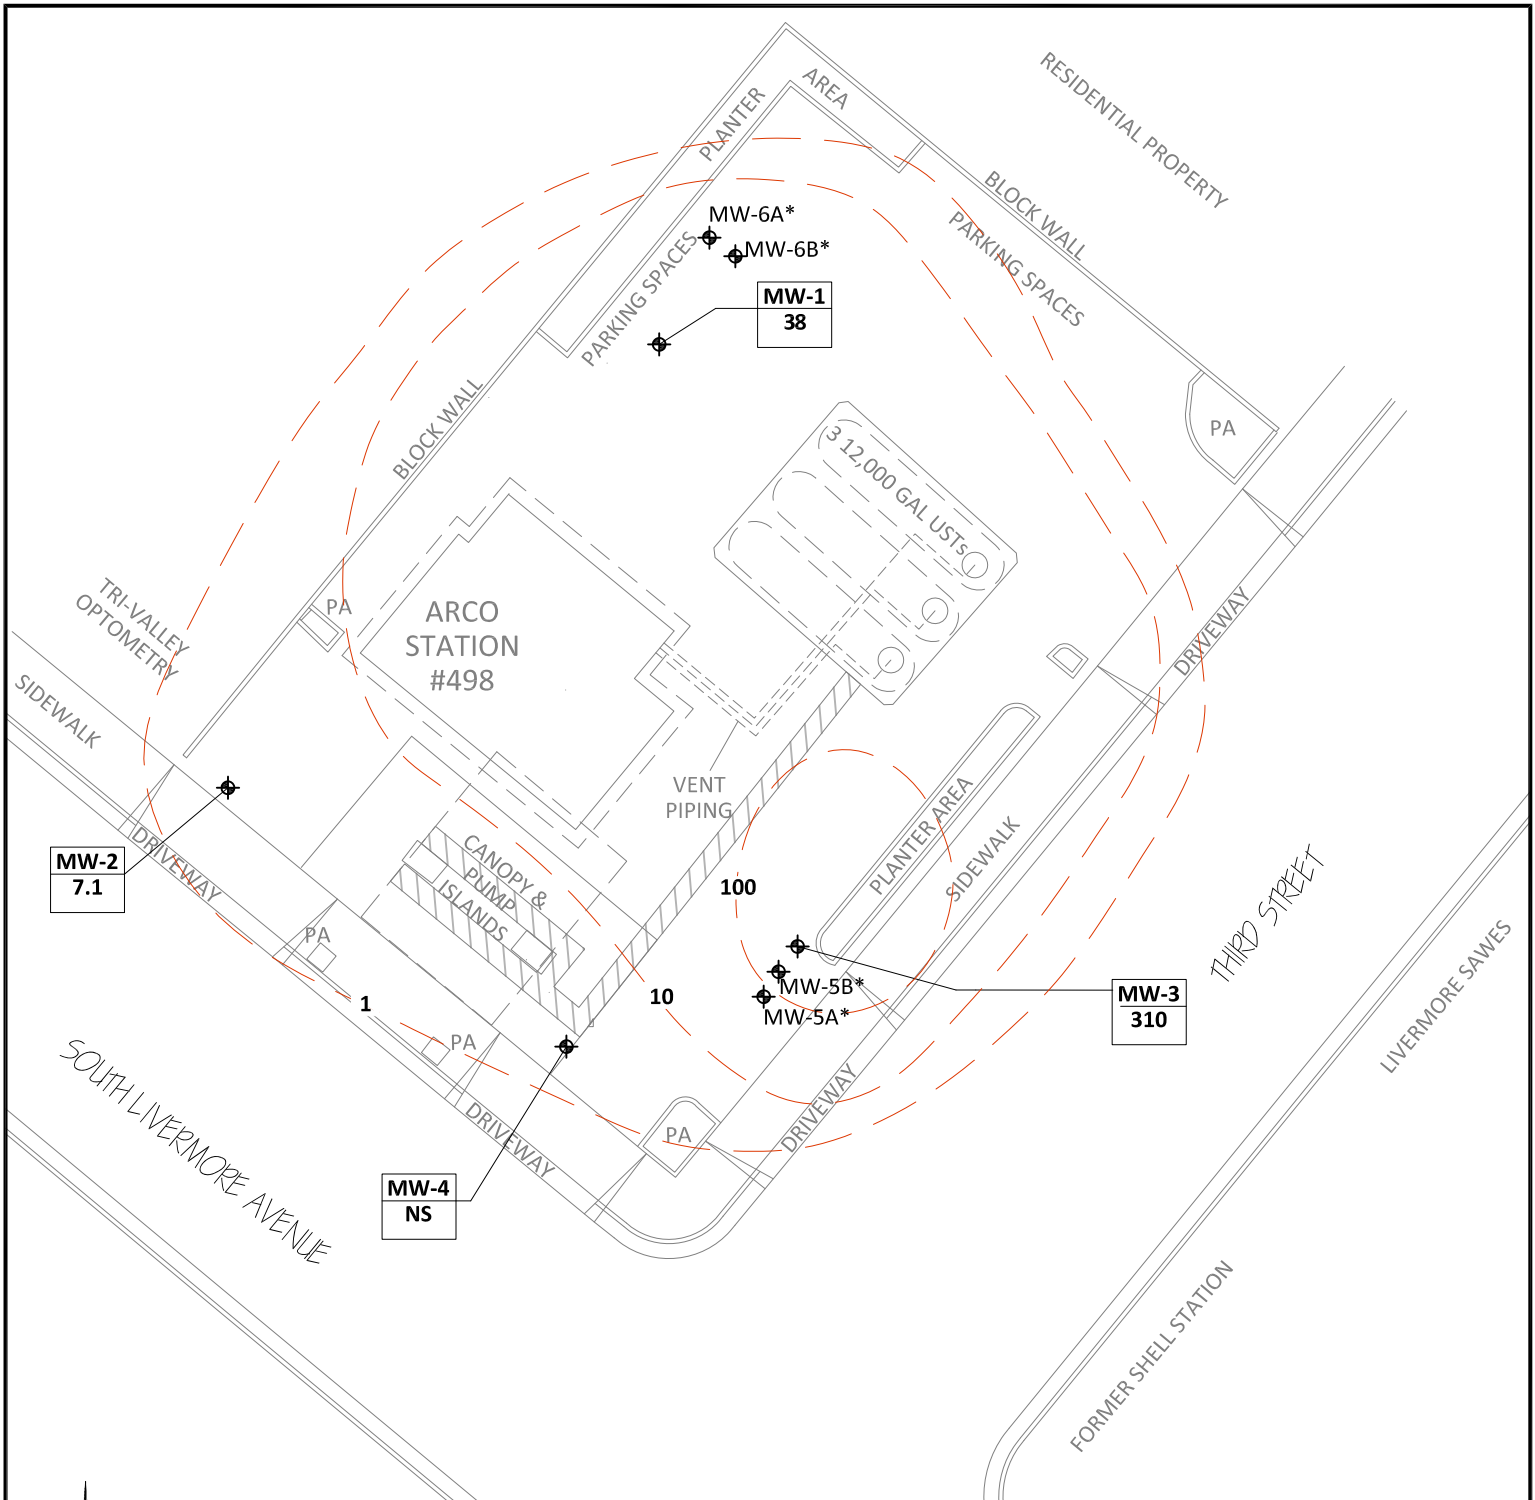 RESIDENTIAL PROPERTY
AREA
PLANTER
BLOCK WALL
PARKING SPACES
MW-6A*
MW-6B*
PARKING SPACES
MW-1
38
BLOCK WALL
PA
3 12,000 GAL USTs
TRI-VALLEY
OPTOMETRY
PA
ARCO
STATION
#498
DRIVEWAY
SIDEWALK
VENT
PIPING
PLANTER AREA
SIDEWALK
MW-2
7.1
DRIVEWAY
CANOPY &
PUMP
ISLANDS
100
THIRD STREET
LIVERMORE SAWES
PA
1
10
MW-5B*
MW-5A*
MW-3
310
PA
SOUTH LIVERMORE AVENUE
DRIVEWAY
DRIVEWAY
PA
MW-4
NS
FORMER SHELL STATION